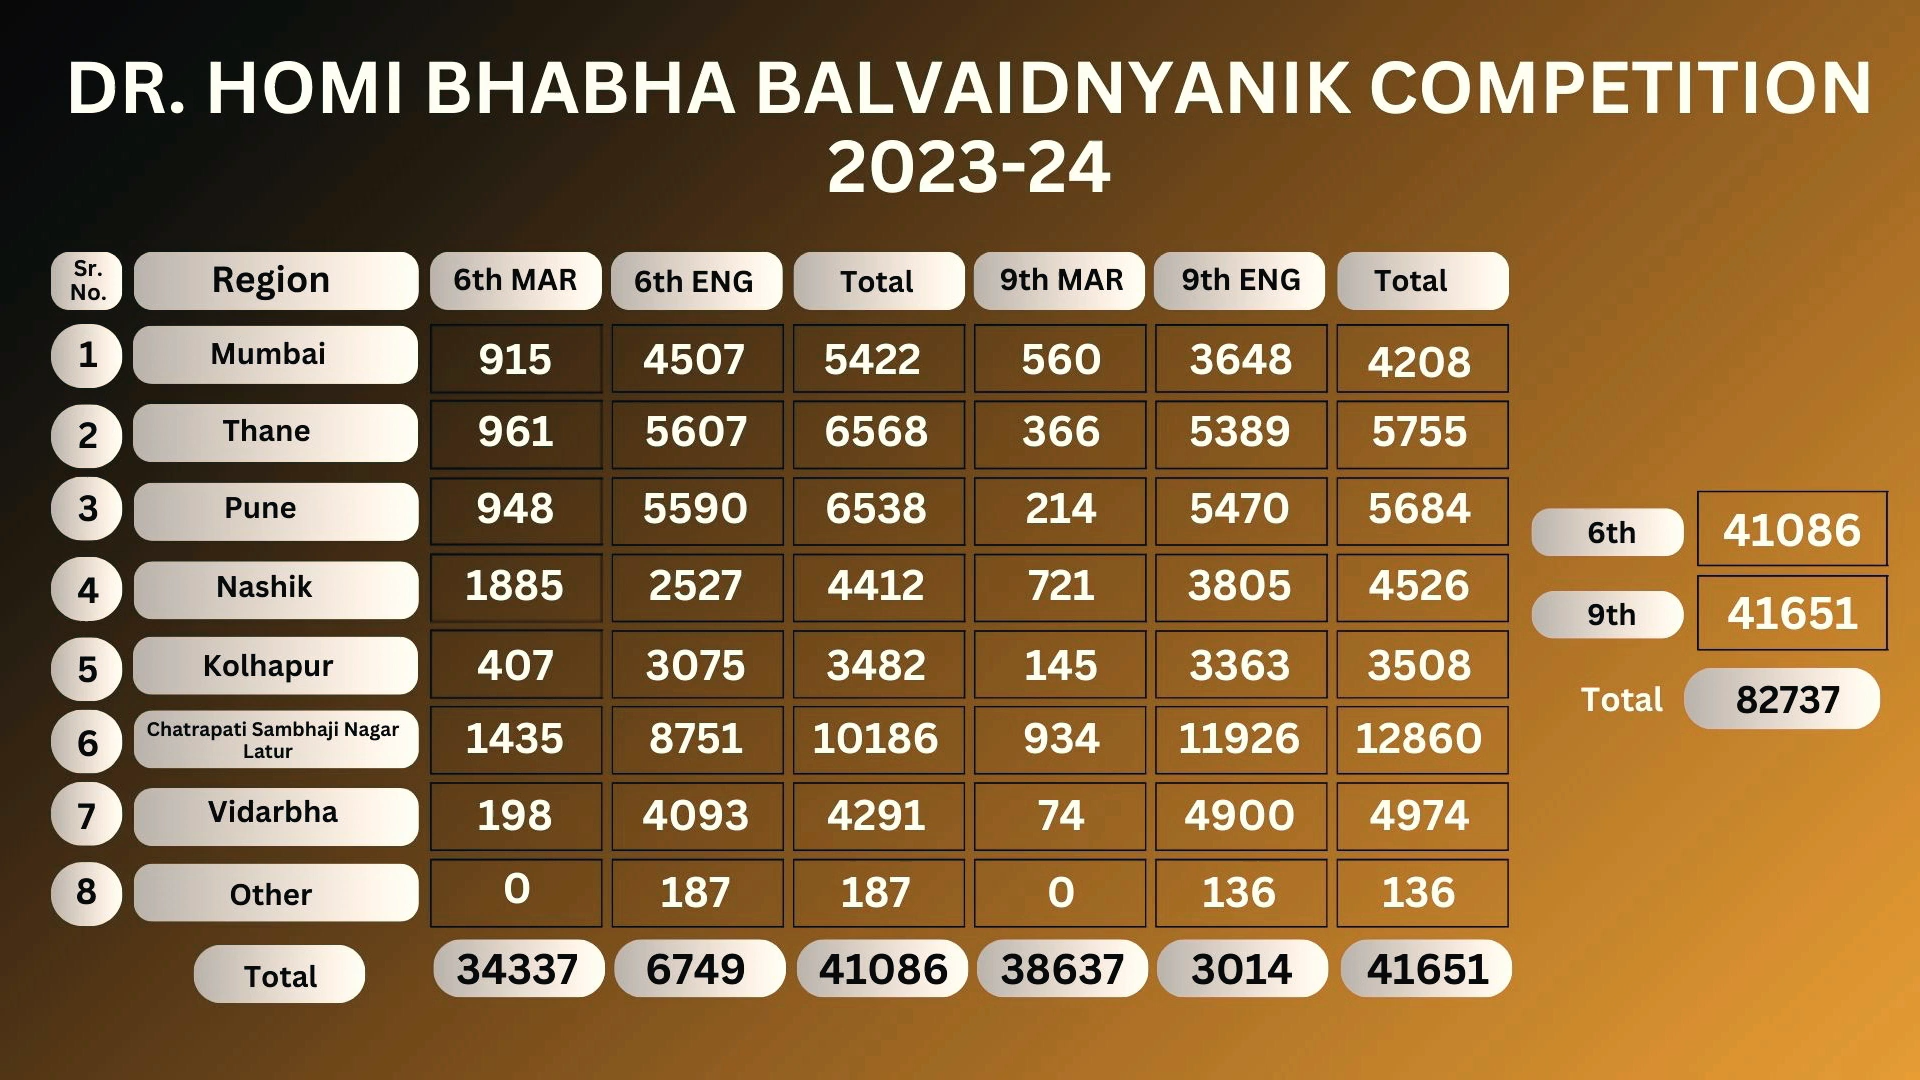 DR. HOMI BHABHA BALVAIDNYANIK COMPETITION
2023-24
Sr. No. Region 6th MAR 6th ENG Total 9th MAR 9th ENG Total
1 Mumbai 915 4507 5422 560 3648 4208
2 Thane 961 5607 6568 366 5389 5755
3 Pune 948 5590 6538 214 5470 5684
4 Nashik 1885 2527 4412 721 3805 4526
5 Kolhapur 407 3075 3482 145 3363 3508
6 Chatrapati Sambhaji Nagar Latur 1435 8751 10186 934 11926 12860
7 Vidarbha 198 4093 4291 74 4900 4974
8 Other 0 187 187 0 136 136
Total 34337 6749 41086 38637 3014 41651
6th 41086
9th 41651
Total 82737